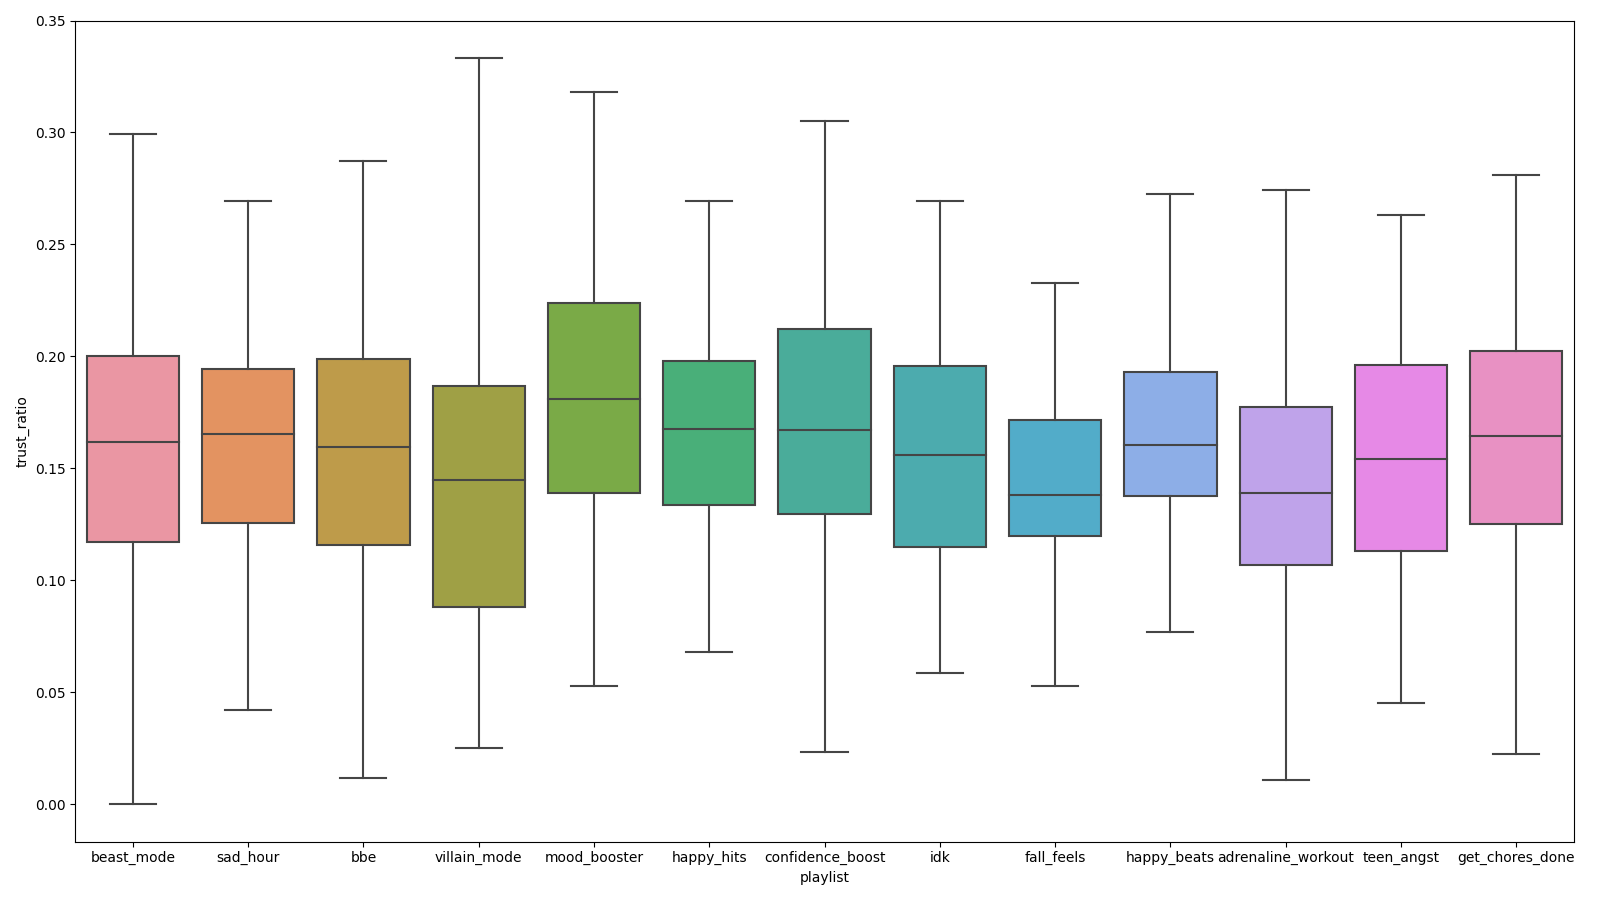 0.35
0.30
0.25
0.20
0.15
0.10
0.05
0.00
trust_ratio
beast_mode sad_hour bbe villain_mode mood_booster happy_hits confidence_boost idk fall_feels happy_beats adrenaline_workout teen_angst get_chores_done
playlist